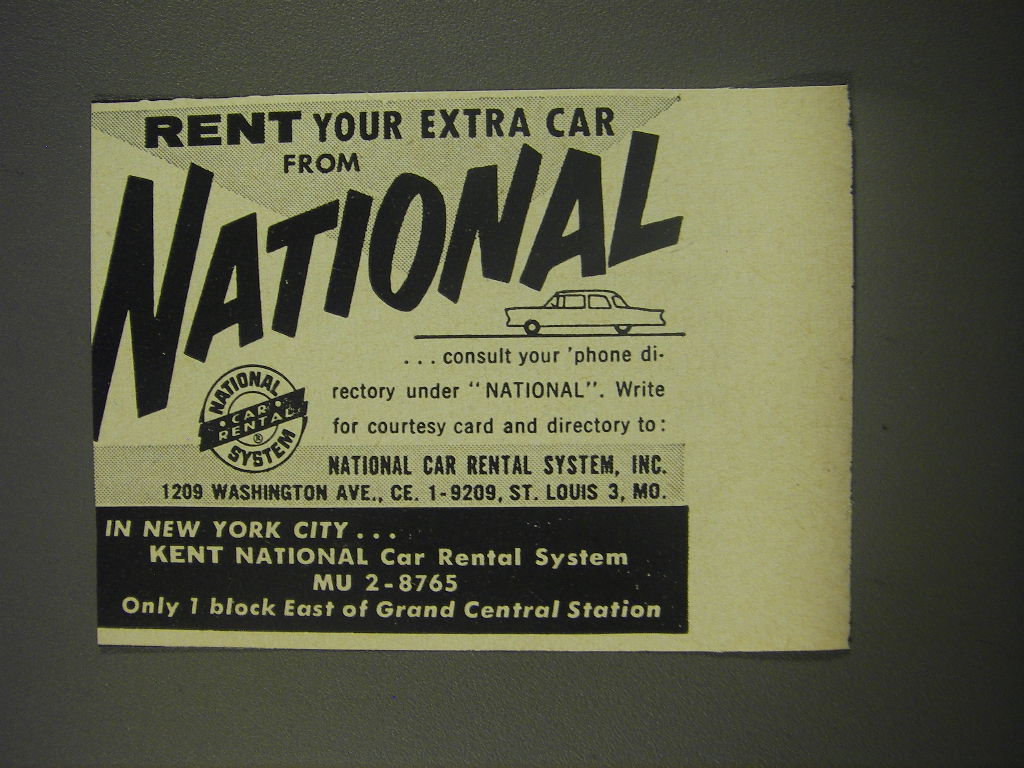 RENT YOUR EXTRA CAR
FROM
NATIONAL
... consult your 'phone di-
rectory under "NATIONAL". Write
for courtesy card and directory to:
NATIONAL
• CAR •
RENTAL
®
SYSTEM
NATIONAL CAR RENTAL SYSTEM, INC.
1209 WASHINGTON AVE., CE. 1-9209, ST. LOUIS 3, MO.
IN NEW YORK CITY...
KENT NATIONAL Car Rental System
MU 2-8765
Only 1 block East of Grand Central Station